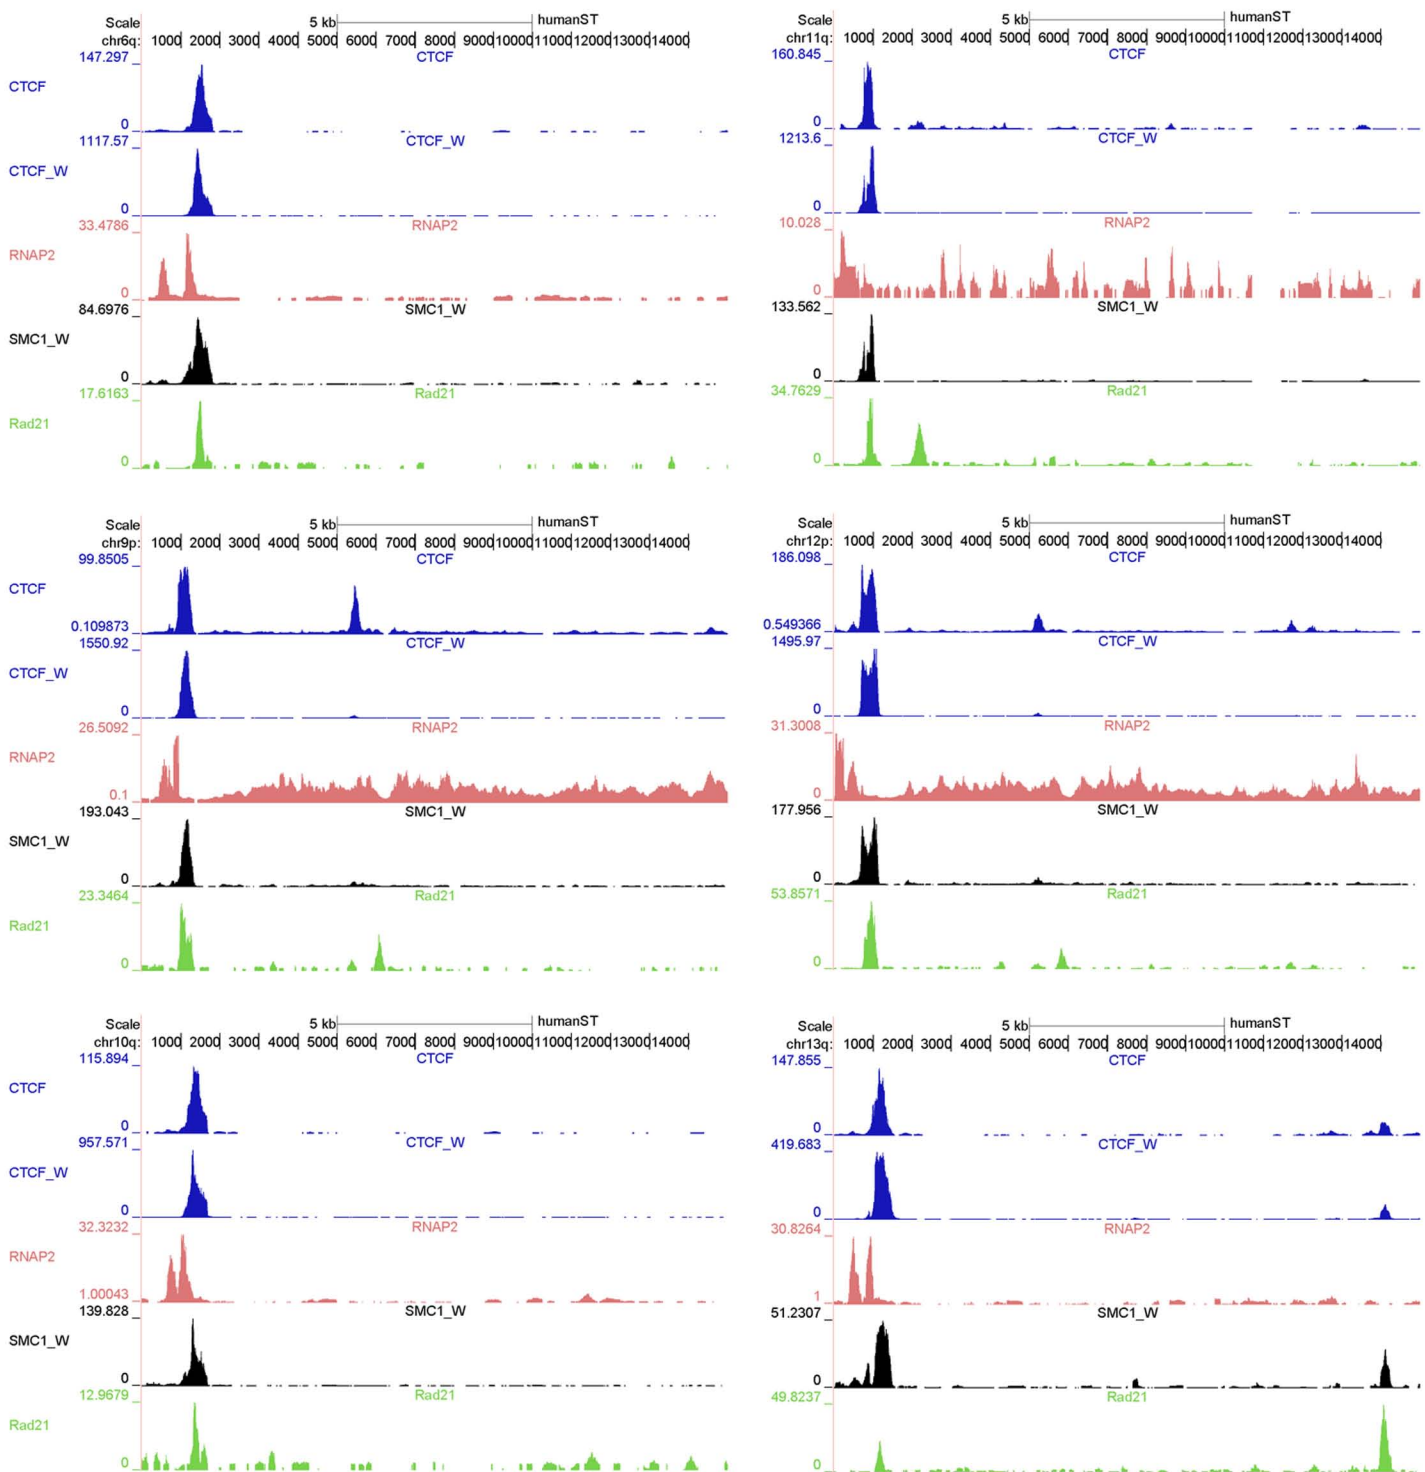 Scale 5 kb humanST
chr6q: 1000 2000 3000 4000 5000 6000 7000 8000 9000 10000 11000 12000 13000 14000
147.297 CTCF
CTCF
0
1117.57 CTCF_W
CTCF_W
0
33.4786 RNAP2
RNAP2
0
84.6976 SMC1_W
SMC1_W
0
17.6163 Rad21
Rad21
0
Scale 5 kb humanST
chr11q: 1000 2000 3000 4000 5000 6000 7000 8000 9000 10000 11000 12000 13000 14000
160.845 CTCF
0
1213.6 CTCF_W
0
10.028 RNAP2
0
133.562 SMC1_W
0
34.7629 Rad21
0
Scale 5 kb humanST
chr9p: 1000 2000 3000 4000 5000 6000 7000 8000 9000 10000 11000 12000 13000 14000
99.8505 CTCF
CTCF
0.109873
1550.92 CTCF_W
CTCF_W
0
26.5092 RNAP2
RNAP2
0.1
193.043 SMC1_W
SMC1_W
0
23.3464 Rad21
Rad21
0
Scale 5 kb humanST
chr12p: 1000 2000 3000 4000 5000 6000 7000 8000 9000 10000 11000 12000 13000 14000
186.098 CTCF
0.549366
1495.97 CTCF_W
0
31.3008 RNAP2
0
177.956 SMC1_W
0
53.8571 Rad21
0
Scale 5 kb humanST
chr10q: 1000 2000 3000 4000 5000 6000 7000 8000 9000 10000 11000 12000 13000 14000
115.894 CTCF
CTCF
0
957.571 CTCF_W
CTCF_W
0
32.3232 RNAP2
RNAP2
1.00043
139.828 SMC1_W
SMC1_W
0
12.9679 Rad21
Rad21
0
Scale 5 kb humanST
chr13q: 1000 2000 3000 4000 5000 6000 7000 8000 9000 10000 11000 12000 13000 14000
147.855 CTCF
0
419.683 CTCF_W
0
30.8264 RNAP2
1
51.2307 SMC1_W
0
49.8237 Rad21
0